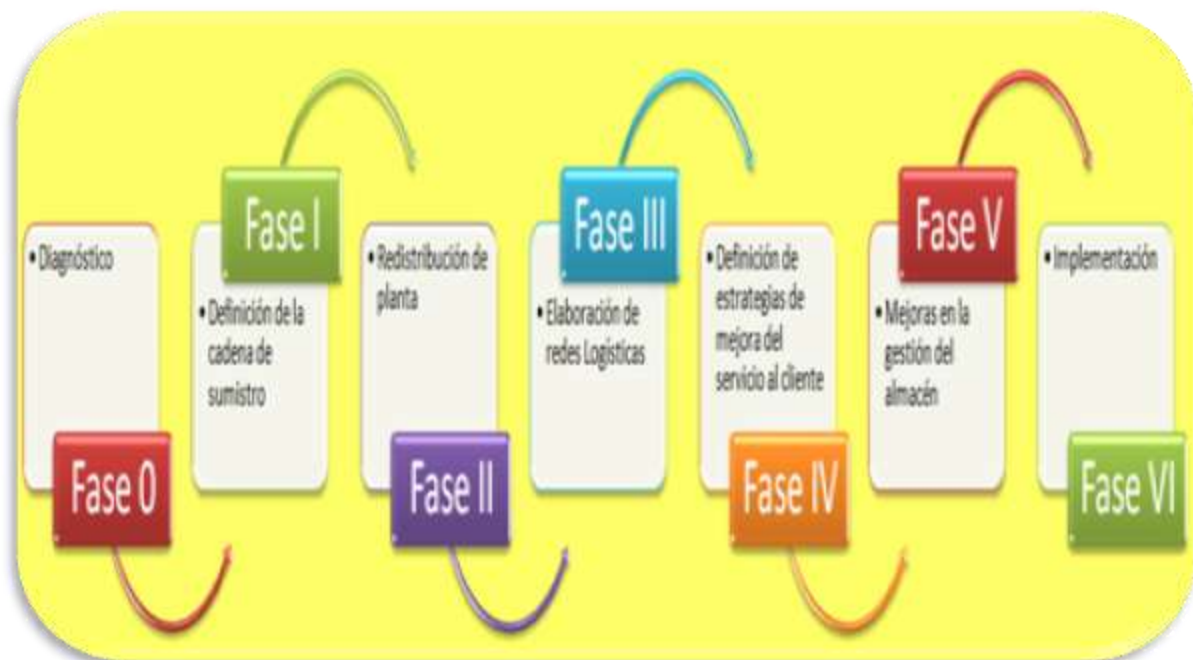 Fase 0
• Diagnóstico
Fase I
• Definición de la
cadena de
sumistro
Fase II
• Redistribución de
planta
Fase III
• Elaboración de
redes Logísticas
Fase IV
• Definición de
estrategias de
mejora del
servicio al cliente
Fase V
• Mejoras en la
gestión del
almacén
Fase VI
• Implementación